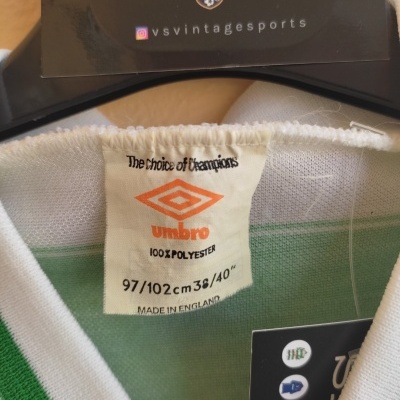 vsvintagesports
The Choice of Champions
umbro
100% POLYESTER
97/102cm 38/40"
MADE IN ENGLAND